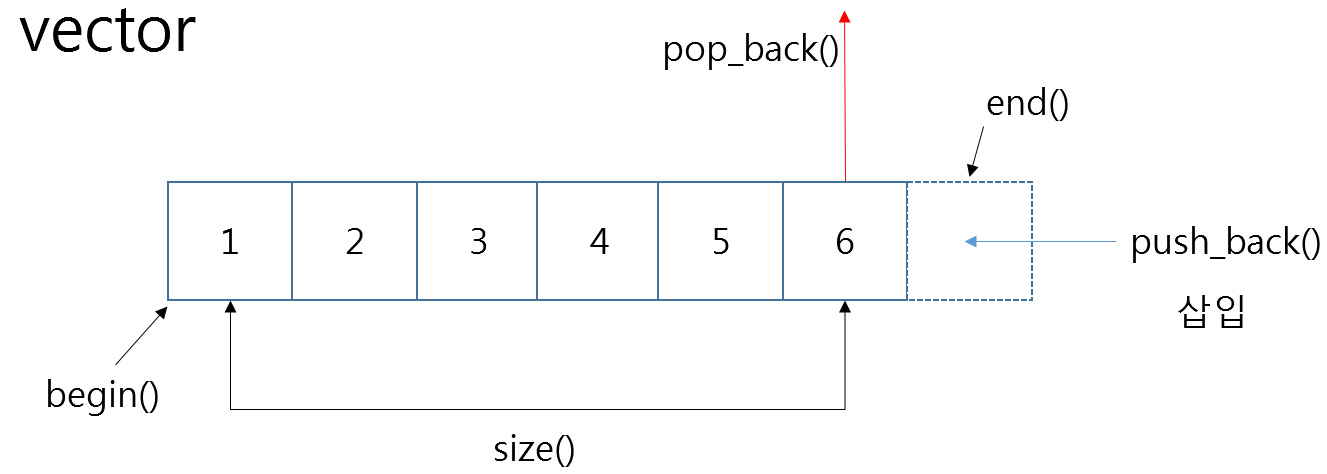 vector
pop_back()
end()
1 2 3 4 5 6
push_back()
삽입
begin()
size()